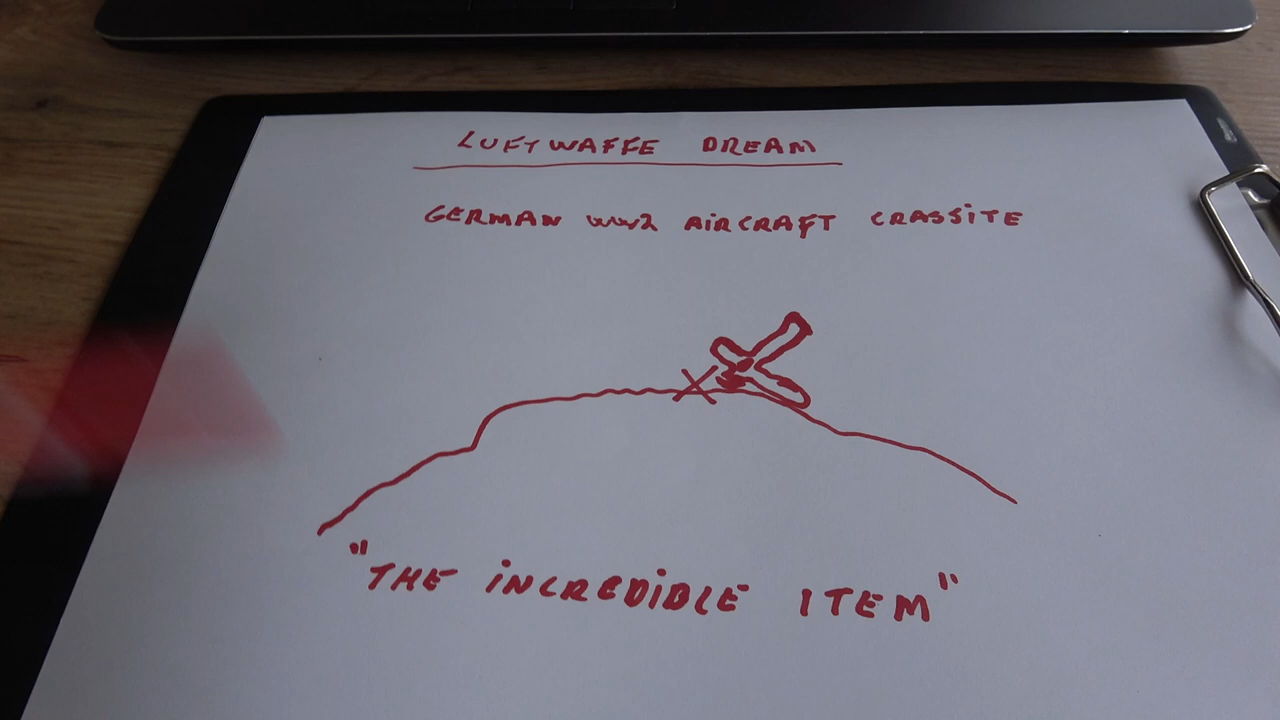 LUFTWAFFE DREAM
GERMAN WW2 AIRCRAFT CRASSITE
"THE INCREDIBLE ITEM"